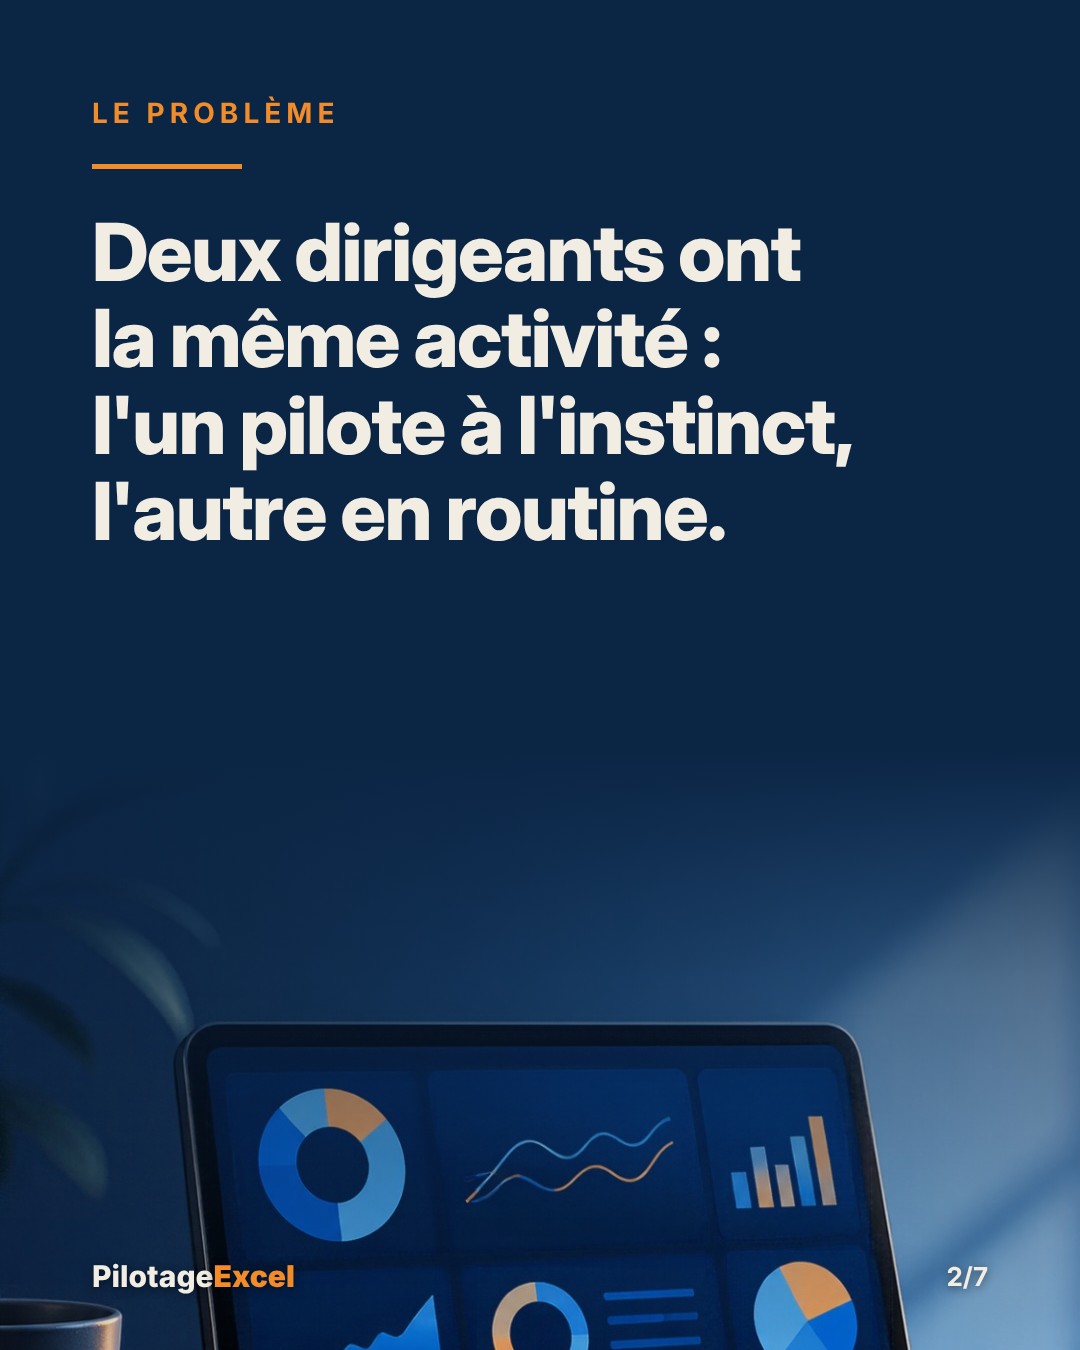 LE PROBLÈME
Deux dirigeants ont
la même activité :
l'un pilote à l'instinct,
l'autre en routine.
PilotageExcel
2/7